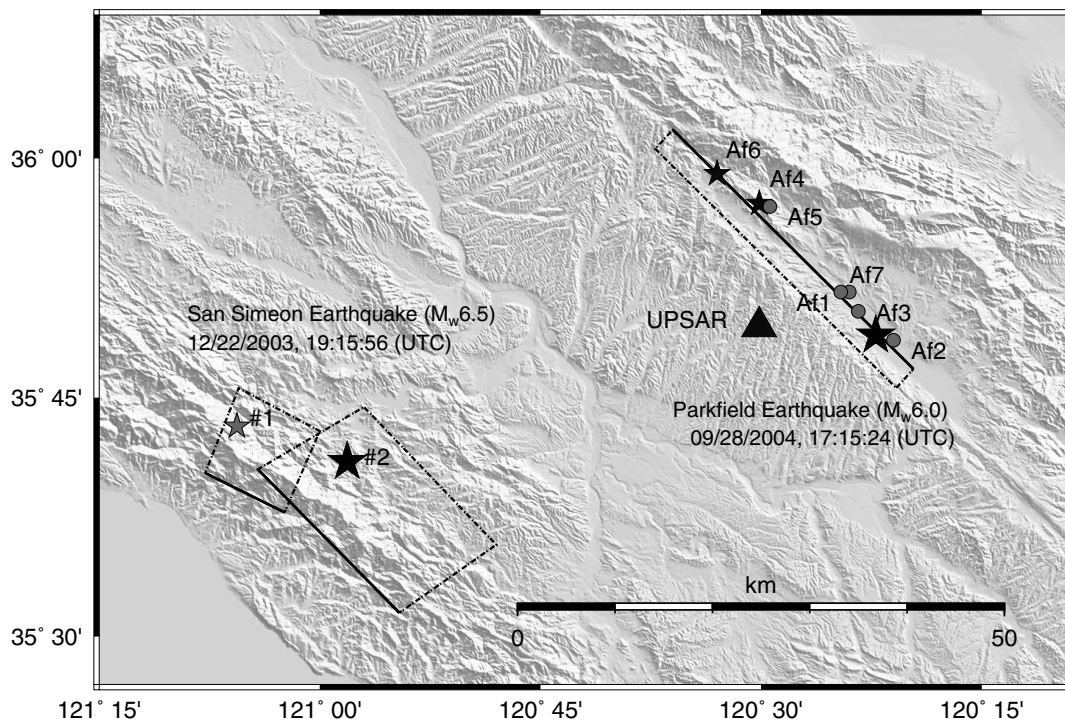 36° 00'
35° 45'
35° 30'
Af6
Af4
Af5
Af7
Af1
Af3
Af2
UPSAR
San Simeon Earthquake (Mw6.5)
12/22/2003, 19:15:56 (UTC)
Parkfield Earthquake (Mw6.0)
09/28/2004, 17:15:24 (UTC)
#1
#2
km
0
50
121° 15'
121° 00'
120° 45'
120° 30'
120° 15'